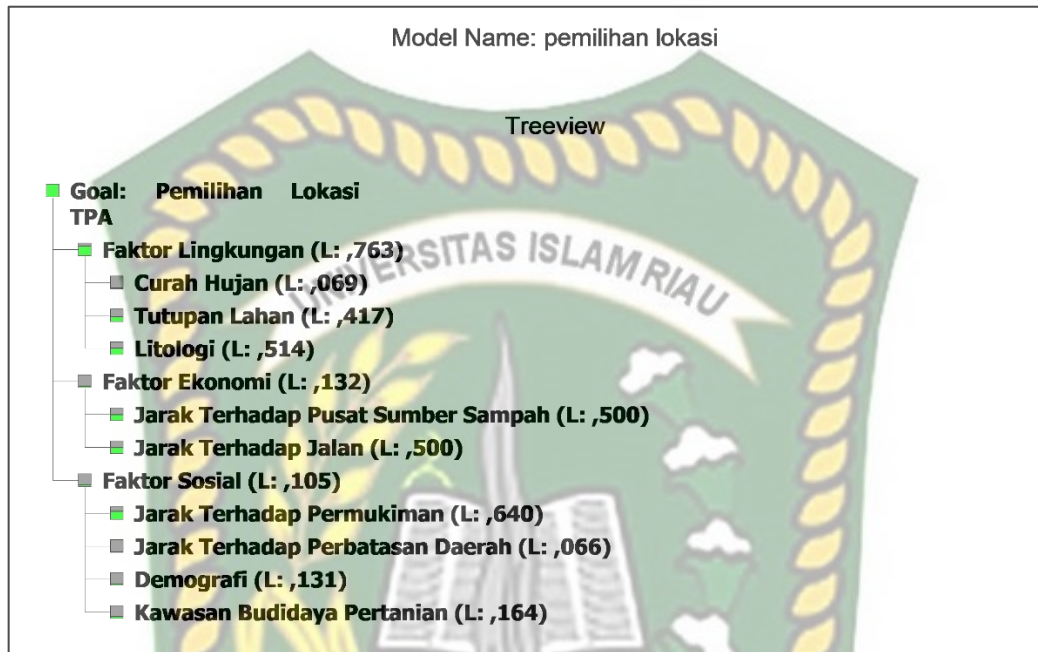 Model Name: pemilihan lokasi
Treeview
Goal: Pemilihan Lokasi
TPA
Faktor Lingkungan (L: ,763)
UNIVERSITAS ISLAM RIAU
Curah Hujan (L: ,069)
Tutupan Lahan (L: ,417)
Litologi (L: ,514)
Faktor Ekonomi (L: ,132)
Jarak Terhadap Pusat Sumber Sampah (L: ,500)
Jarak Terhadap Jalan (L: ,500)
Faktor Sosial (L: ,105)
Jarak Terhadap Permukiman (L: ,640)
Jarak Terhadap Perbatasan Daerah (L: ,066)
Demografi (L: ,131)
Kawasan Budidaya Pertanian (L: ,164)